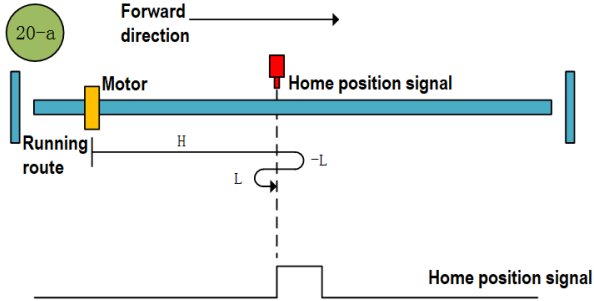 20-a
Forward
direction
Motor
Home position signal
Running
route
H
-L
L
Home position signal